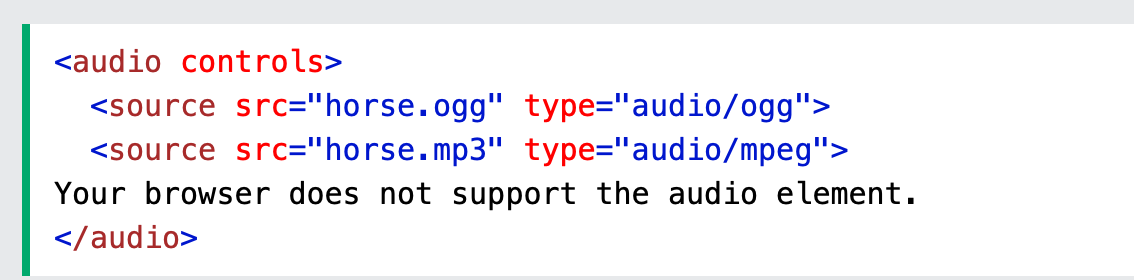 <audio controls>
  <source src="horse.ogg" type="audio/ogg">
  <source src="horse.mp3" type="audio/mpeg">
Your browser does not support the audio element.
</audio>